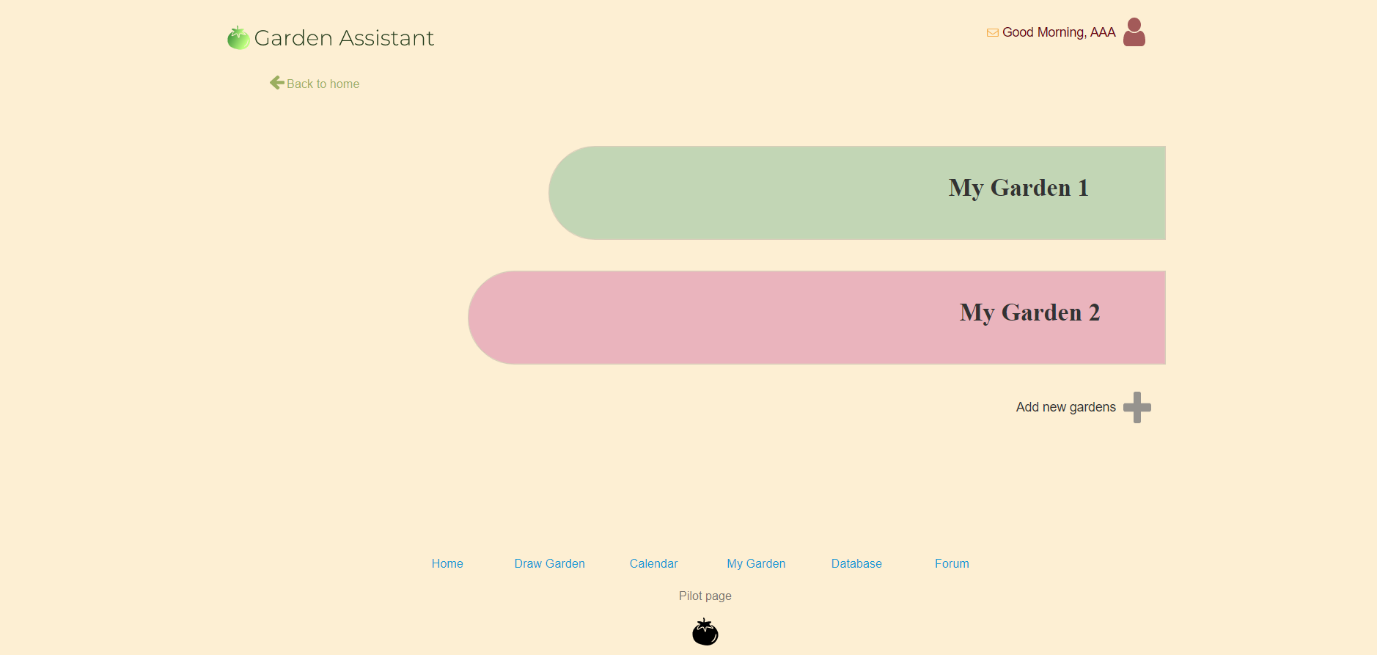 Garden Assistant
Good Morning, AAA
Back to home
My Garden 1
My Garden 2
Add new gardens
Home Draw Garden Calendar My Garden Database Forum
Pilot page